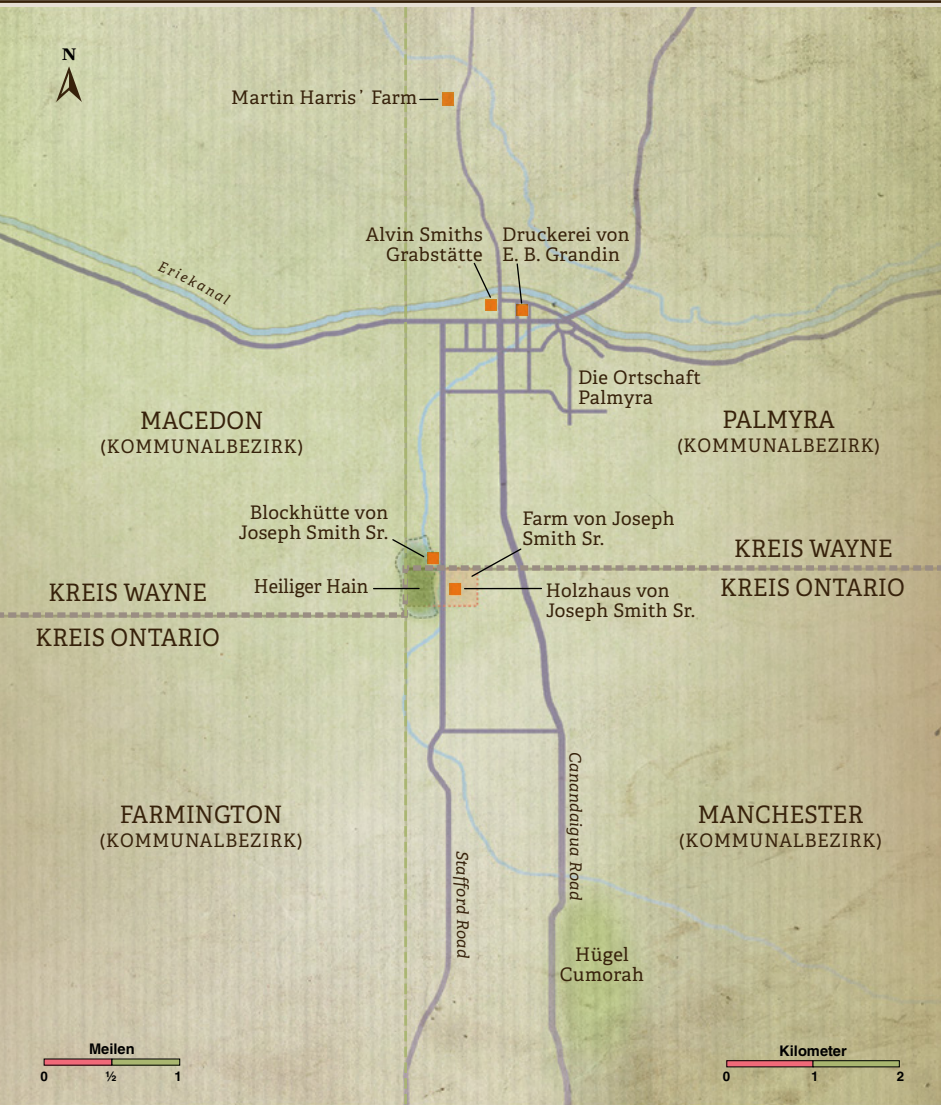 N
Martin Harris’ Farm
Alvin Smiths
Grabstätte
Druckerei von
E. B. Grandin
Eriekanal
Die Ortschaft
Palmyra
MACEDON
(KOMMUNALBEZIRK)
PALMYRA
(KOMMUNALBEZIRK)
Blockhütte von
Joseph Smith Sr.
Farm von Joseph
Smith Sr.
KREIS WAYNE
KREIS ONTARIO
Heiliger Hain
Holzhaus von
Joseph Smith Sr.
KREIS WAYNE
KREIS ONTARIO
FARMINGTON
(KOMMUNALBEZIRK)
MANCHESTER
(KOMMUNALBEZIRK)
Canandaigua Road
Stafford Road
Hügel
Cumorah
Meilen
0 ½ 1
Kilometer
0 1 2